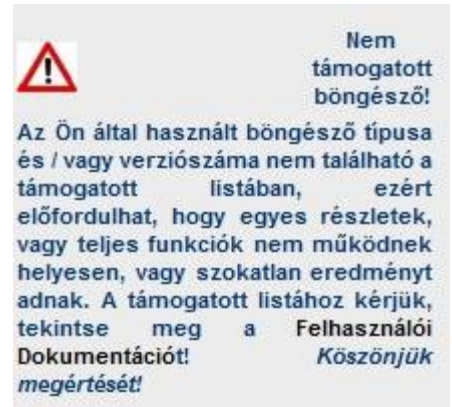 Nem
támogatott
böngésző!
Az Ön által használt böngésző típusa
és / vagy verziószáma nem található a
támogatott listában, ezért
előfordulhat, hogy egyes részletek,
vagy teljes funkciók nem működnek
helyesen, vagy szokatlan eredményt
adnak. A támogatott listához kérjük,
tekintse meg a Felhasználói
Dokumentációt! Köszönjük
megértését!